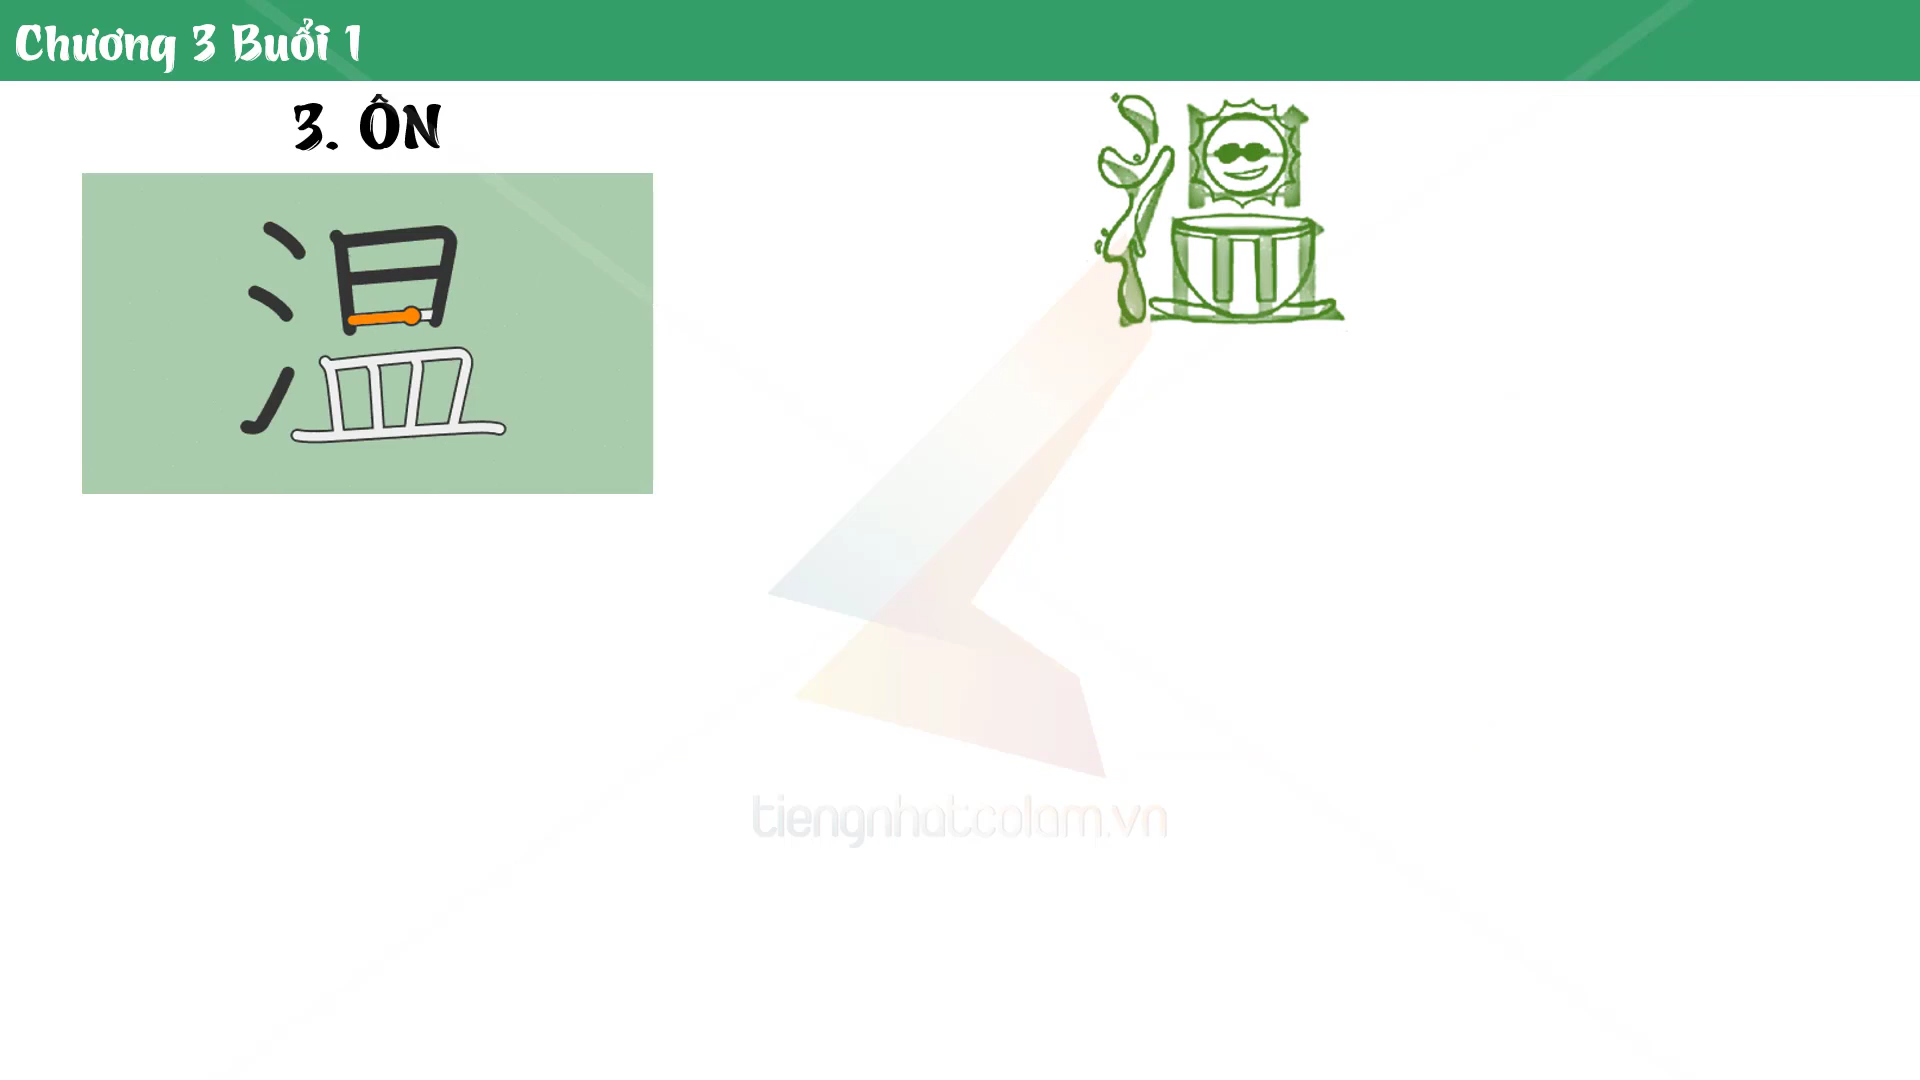 Chương 3 Buổi 1
3. ÔN
温
tiengnhatcolam.vn